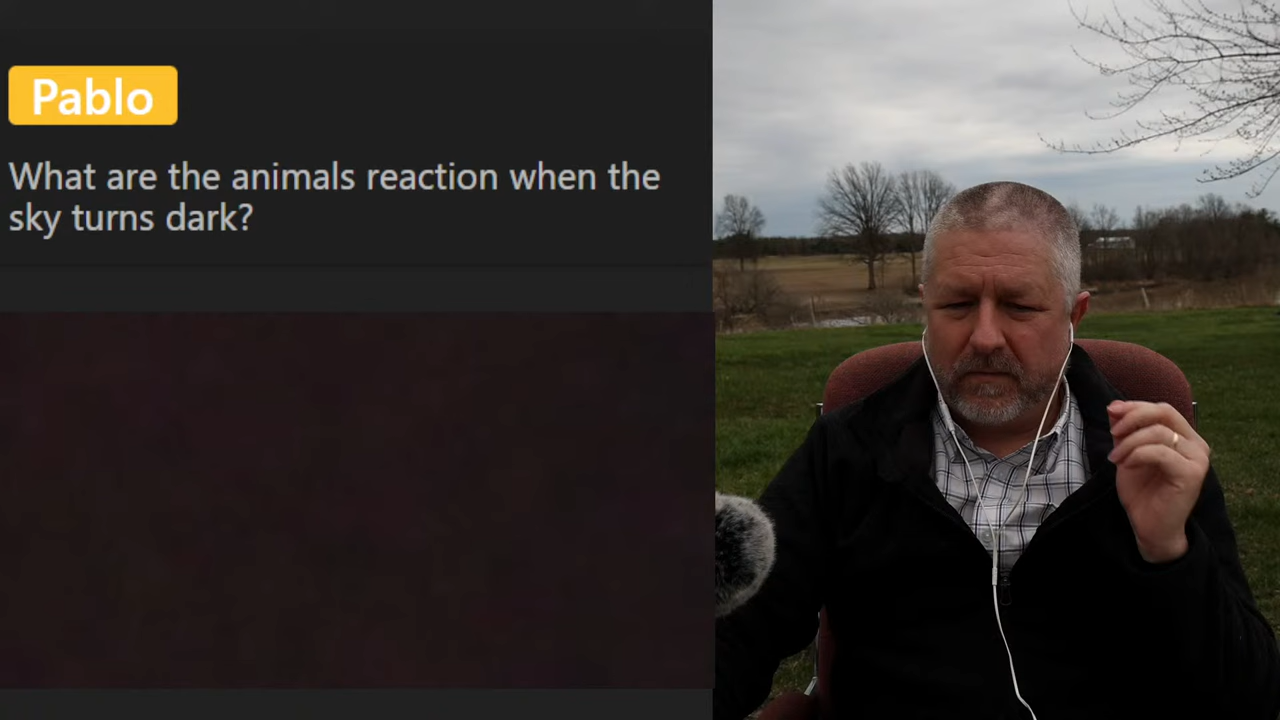 Pablo
What are the animals reaction when the
sky turns dark?